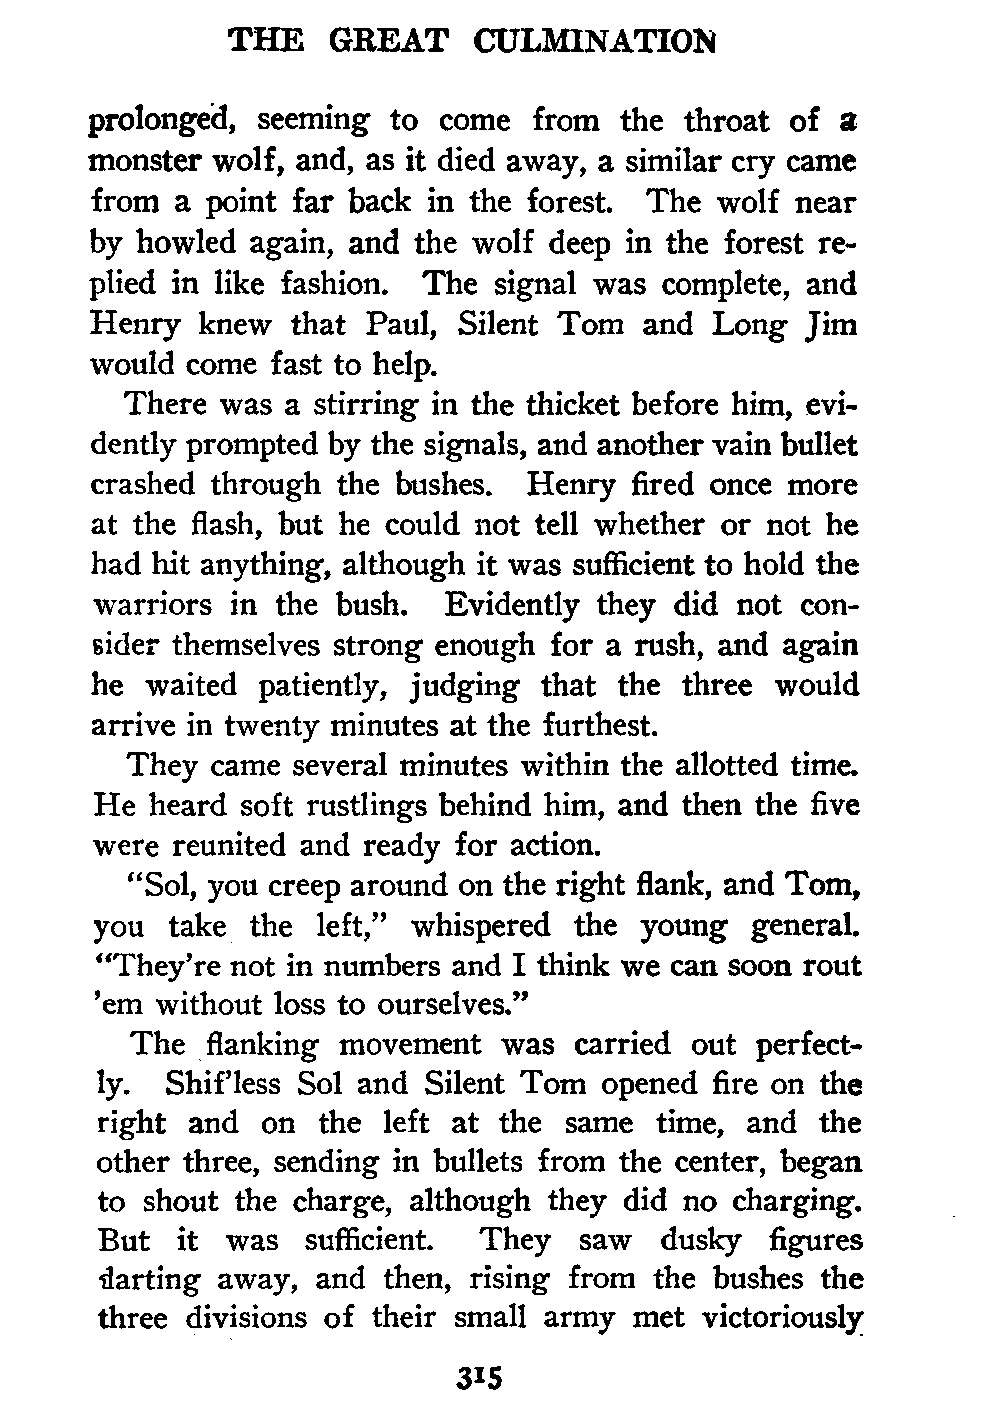 THE GREAT CULMINATION
prolonged, seeming to come from the throat of a
monster wolf, and, as it died away, a similar cry came
from a point far back in the forest. The wolf near
by howled again, and the wolf deep in the forest re-
plied in like fashion. The signal was complete, and
Henry knew that Paul, Silent Tom and Long Jim
would come fast to help.
There was a stirring in the thicket before him, evi-
dently prompted by the signals, and another vain bullet
crashed through the bushes. Henry fired once more
at the flash, but he could not tell whether or not he
had hit anything, although it was sufficient to hold the
warriors in the bush. Evidently they did not con-
sider themselves strong enough for a rush, and again
he waited patiently, judging that the three would
arrive in twenty minutes at the furthest.
They came several minutes within the allotted time.
He heard soft rustlings behind him, and then the five
were reunited and ready for action.
“Sol, you creep around on the right flank, and Tom,
you take the left,” whispered the young general.
“They’re not in numbers and I think we can soon rout
’em without loss to ourselves.”
The flanking movement was carried out perfect-
ly. Shif’less Sol and Silent Tom opened fire on the
right and on the left at the same time, and the
other three, sending in bullets from the center, began
to shout the charge, although they did no charging.
But it was sufficient. They saw dusky figures
darting away, and then, rising from the bushes the
three divisions of their small army met victoriously
315